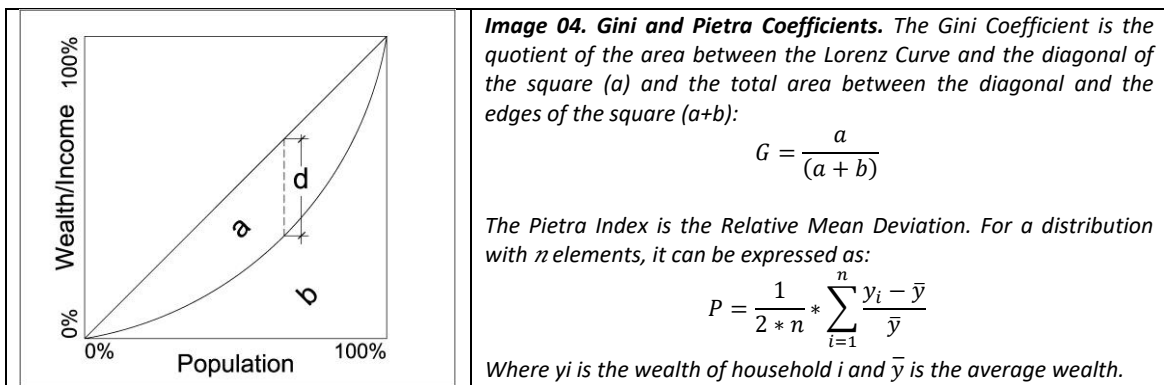 100%
Wealth/Income
0%
a
d
b
0%
100%
Population
Image 04. Gini and Pietra Coefficients. The Gini Coefficient is the
quotient of the area between the Lorenz Curve and the diagonal of
the square (a) and the total area between the diagonal and the
edges of the square (a+b):
G = a / (a + b)
The Pietra Index is the Relative Mean Deviation. For a distribution
with n elements, it can be expressed as:
P = 1 / 2 * n * ∑ i=1 n yi − ȳ / ȳ
Where yi is the wealth of household i and ȳ is the average wealth.